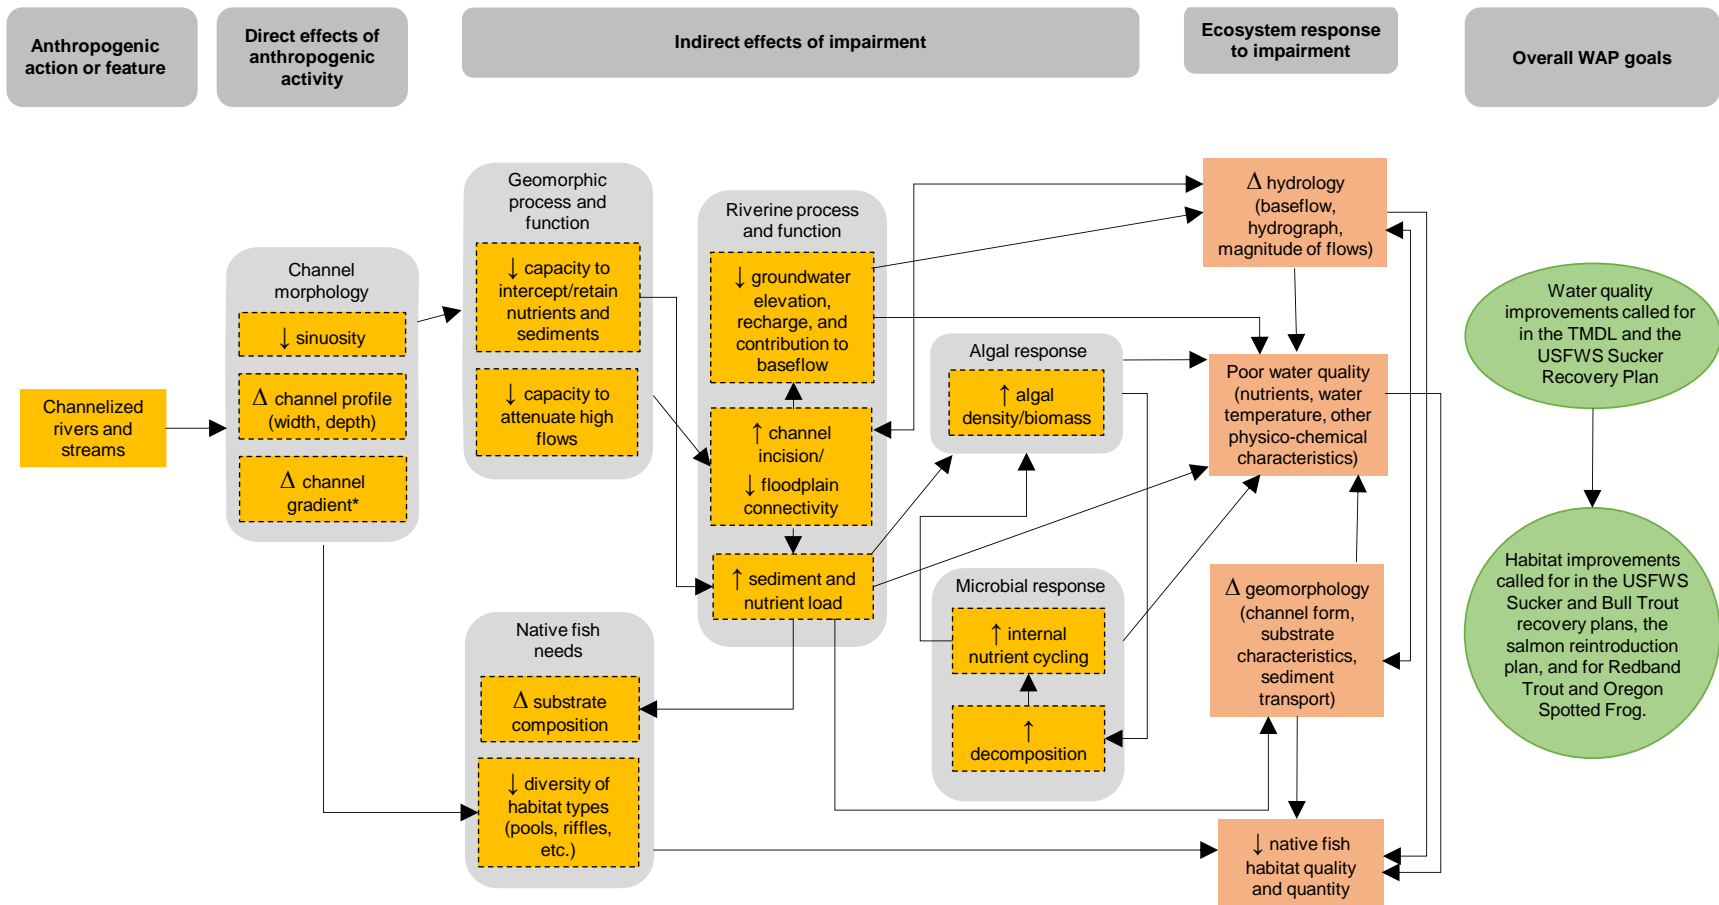 Anthropogenic
action or feature
Direct effects of
anthropogenic
activity
Indirect effects of impairment
Ecosystem response
to impairment
Overall WAP goals
Channelized
rivers and
streams
Channel
morphology
↓ sinuosity
Δ channel profile
(width, depth)
Δ channel
gradient*
Geomorphic
process and
function
↓ capacity to
intercept/retain
nutrients and
sediments
↓ capacity to
attenuate high
flows
Native fish
needs
Δ substrate
composition
↓ diversity of
habitat types
(pools, riffles,
etc.)
Riverine process
and function
↓ groundwater
elevation,
recharge, and
contribution to
baseflow
↑ channel
incision/
↓ floodplain
connectivity
↑ sediment and
nutrient load
Algal response
↑ algal
density/biomass
Microbial response
↑ internal
nutrient cycling
↑
decomposition
Δ hydrology
(baseflow,
hydrograph,
magnitude of flows)
Poor water quality
(nutrients, water
temperature, other
physico-chemical
characteristics)
Δ geomorphology
(channel form,
substrate
characteristics,
sediment
transport)
↓ native fish
habitat quality
and quantity
Water quality
improvements called for
in the TMDL and the
USFWS Sucker
Recovery Plan
Habitat improvements
called for in the USFWS
Sucker and Bull Trout
recovery plans, the
salmon reintroduction
plan, and for Redband
Trout and Oregon
Spotted Frog.